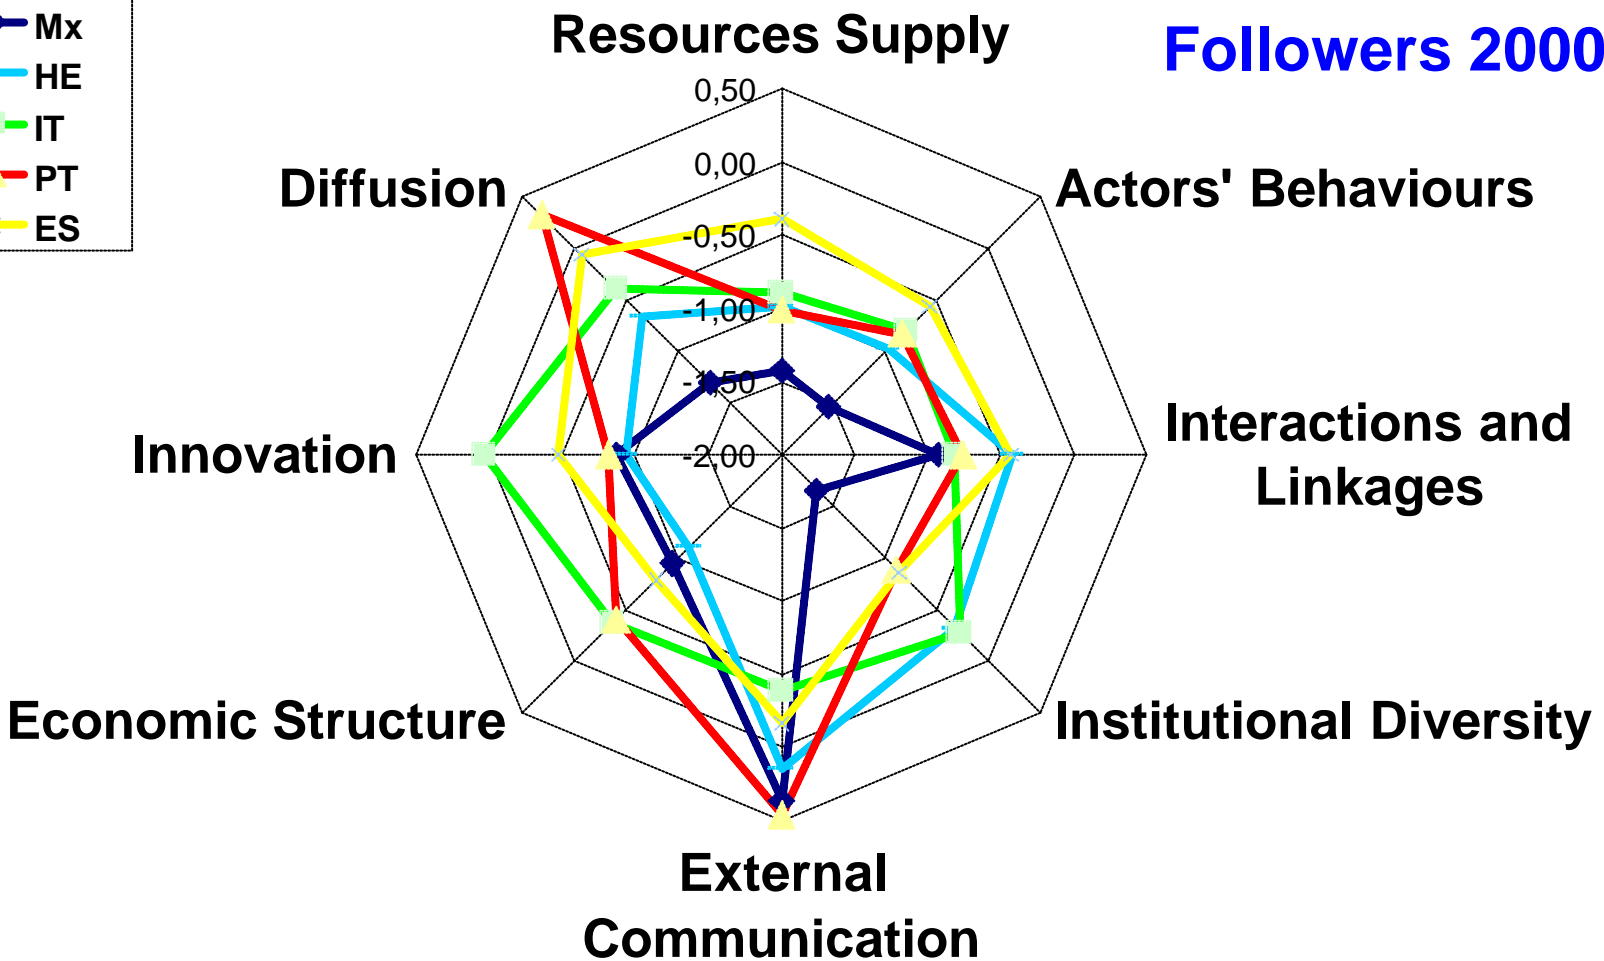 Mx
HE
IT
PT
ES
Followers 2000
Resources Supply
Actors' Behaviours
Interactions and
Linkages
Institutional Diversity
External
Communication
Economic Structure
Innovation
Diffusion
0,50
0,00
-0,50
-1,00
-1,50
-2,00